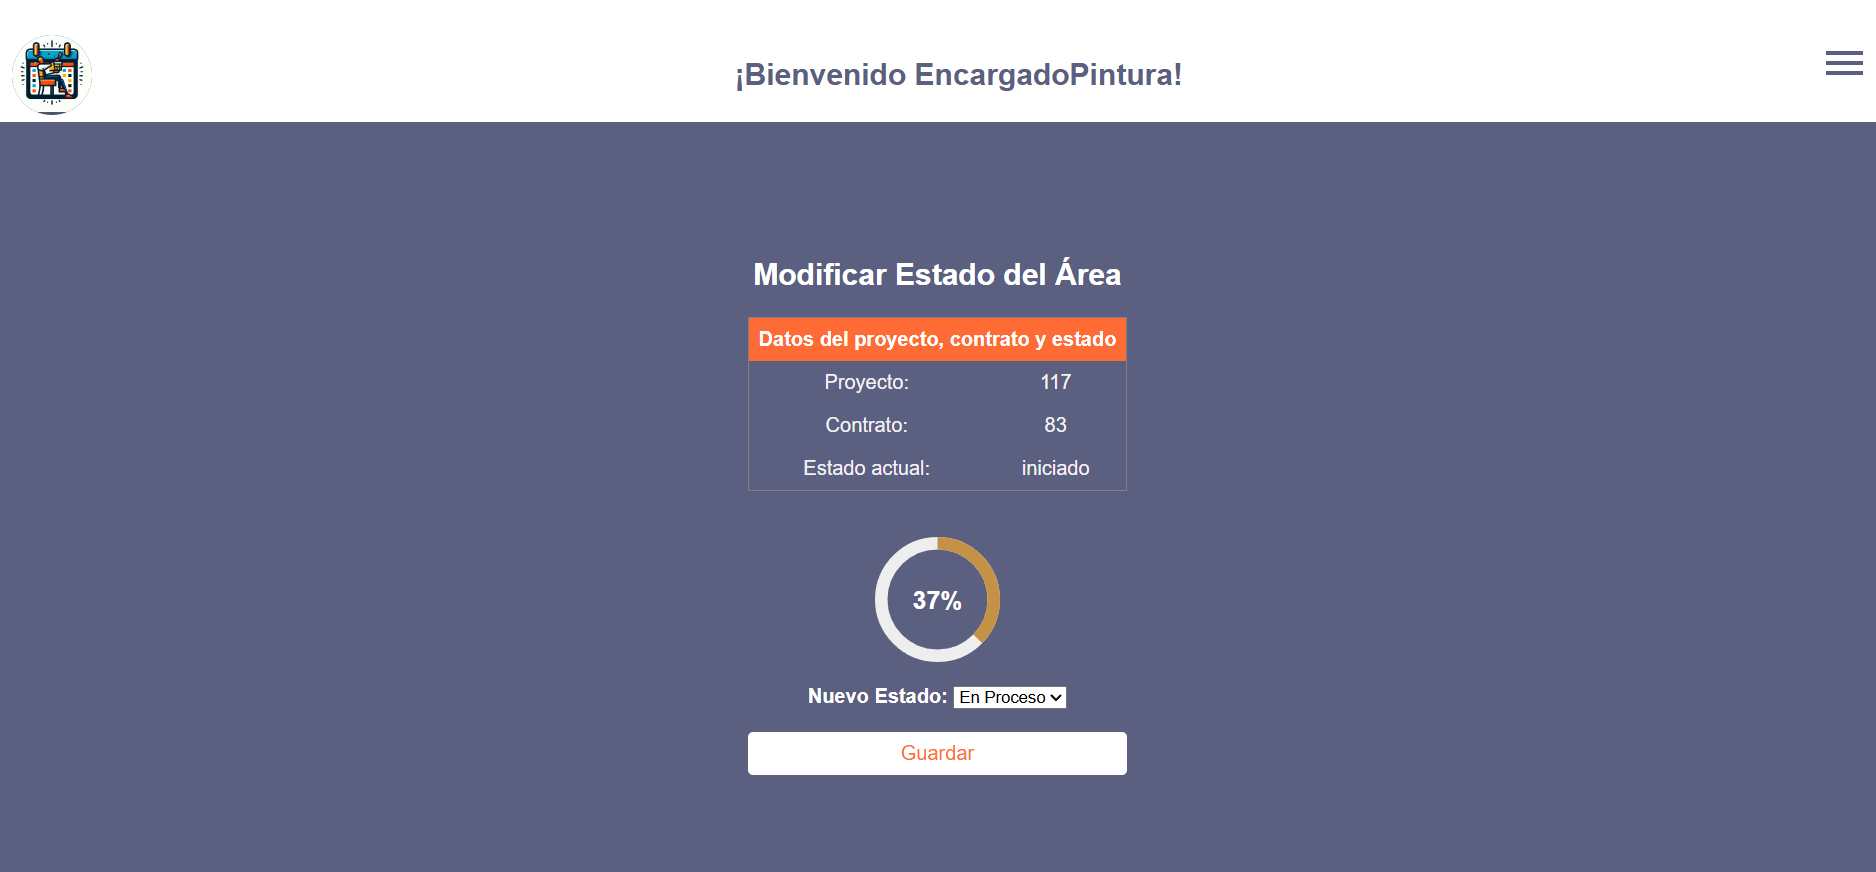 ¡Bienvenido EncargadoPintura!
Modificar Estado del Área
Datos del proyecto, contrato y estado
Proyecto: 117
Contrato: 83
Estado actual: iniciado
37%
Nuevo Estado: En Proceso
Guardar